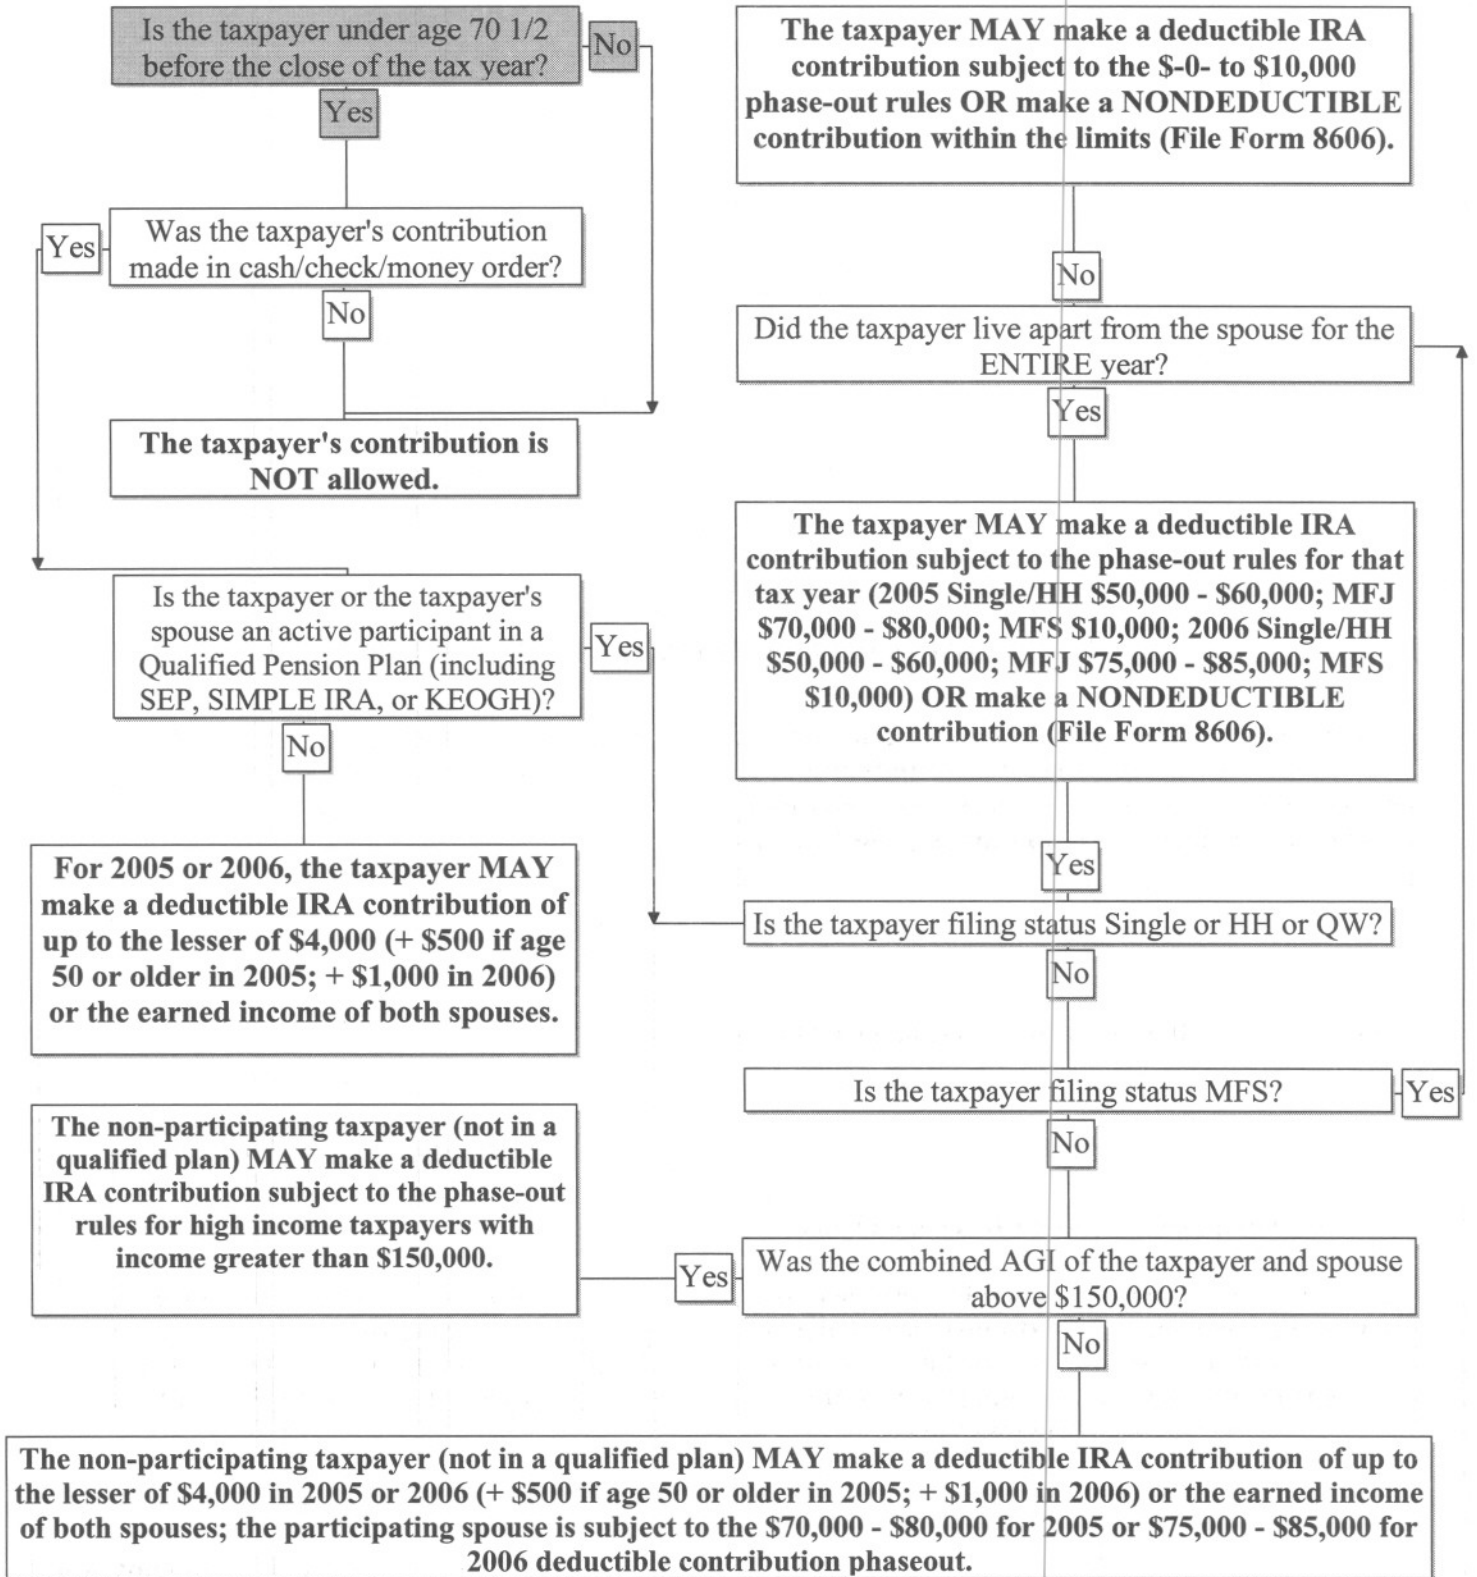 Is the taxpayer under age 70 1/2
before the close of the tax year?
No
Yes
Was the taxpayer's contribution
made in cash/check/money order?
Yes
No
The taxpayer's contribution is
NOT allowed.
Is the taxpayer or the taxpayer's
spouse an active participant in a
Qualified Pension Plan (including
SEP, SIMPLE IRA, or KEOGH)?
Yes
No
For 2005 or 2006, the taxpayer MAY
make a deductible IRA contribution of
up to the lesser of $4,000 (+ $500 if age
50 or older in 2005; + $1,000 in 2006)
or the earned income of both spouses.
The non-participating taxpayer (not in a
qualified plan) MAY make a deductible
IRA contribution subject to the phase-out
rules for high income taxpayers with
income greater than $150,000.
The taxpayer MAY make a deductible IRA
contribution subject to the $-0- to $10,000
phase-out rules OR make a NONDEDUCTIBLE
contribution within the limits (File Form 8606).
No
Did the taxpayer live apart from the spouse for the
ENTIRE year?
Yes
The taxpayer MAY make a deductible IRA
contribution subject to the phase-out rules for that
tax year (2005 Single/HH $50,000 - $60,000; MFJ
$70,000 - $80,000; MFS $10,000; 2006 Single/HH
$50,000 - $60,000; MFJ $75,000 - $85,000; MFS
$10,000) OR make a NONDEDUCTIBLE
contribution (File Form 8606).
Yes
Is the taxpayer filing status Single or HH or QW?
No
Is the taxpayer filing status MFS?
Yes
No
Was the combined AGI of the taxpayer and spouse
above $150,000?
Yes
No
The non-participating taxpayer (not in a qualified plan) MAY make a deductible IRA contribution of up to
the lesser of $4,000 in 2005 or 2006 (+ $500 if age 50 or older in 2005; + $1,000 in 2006) or the earned income
of both spouses; the participating spouse is subject to the $70,000 - $80,000 for 2005 or $75,000 - $85,000 for
2006 deductible contribution phaseout.